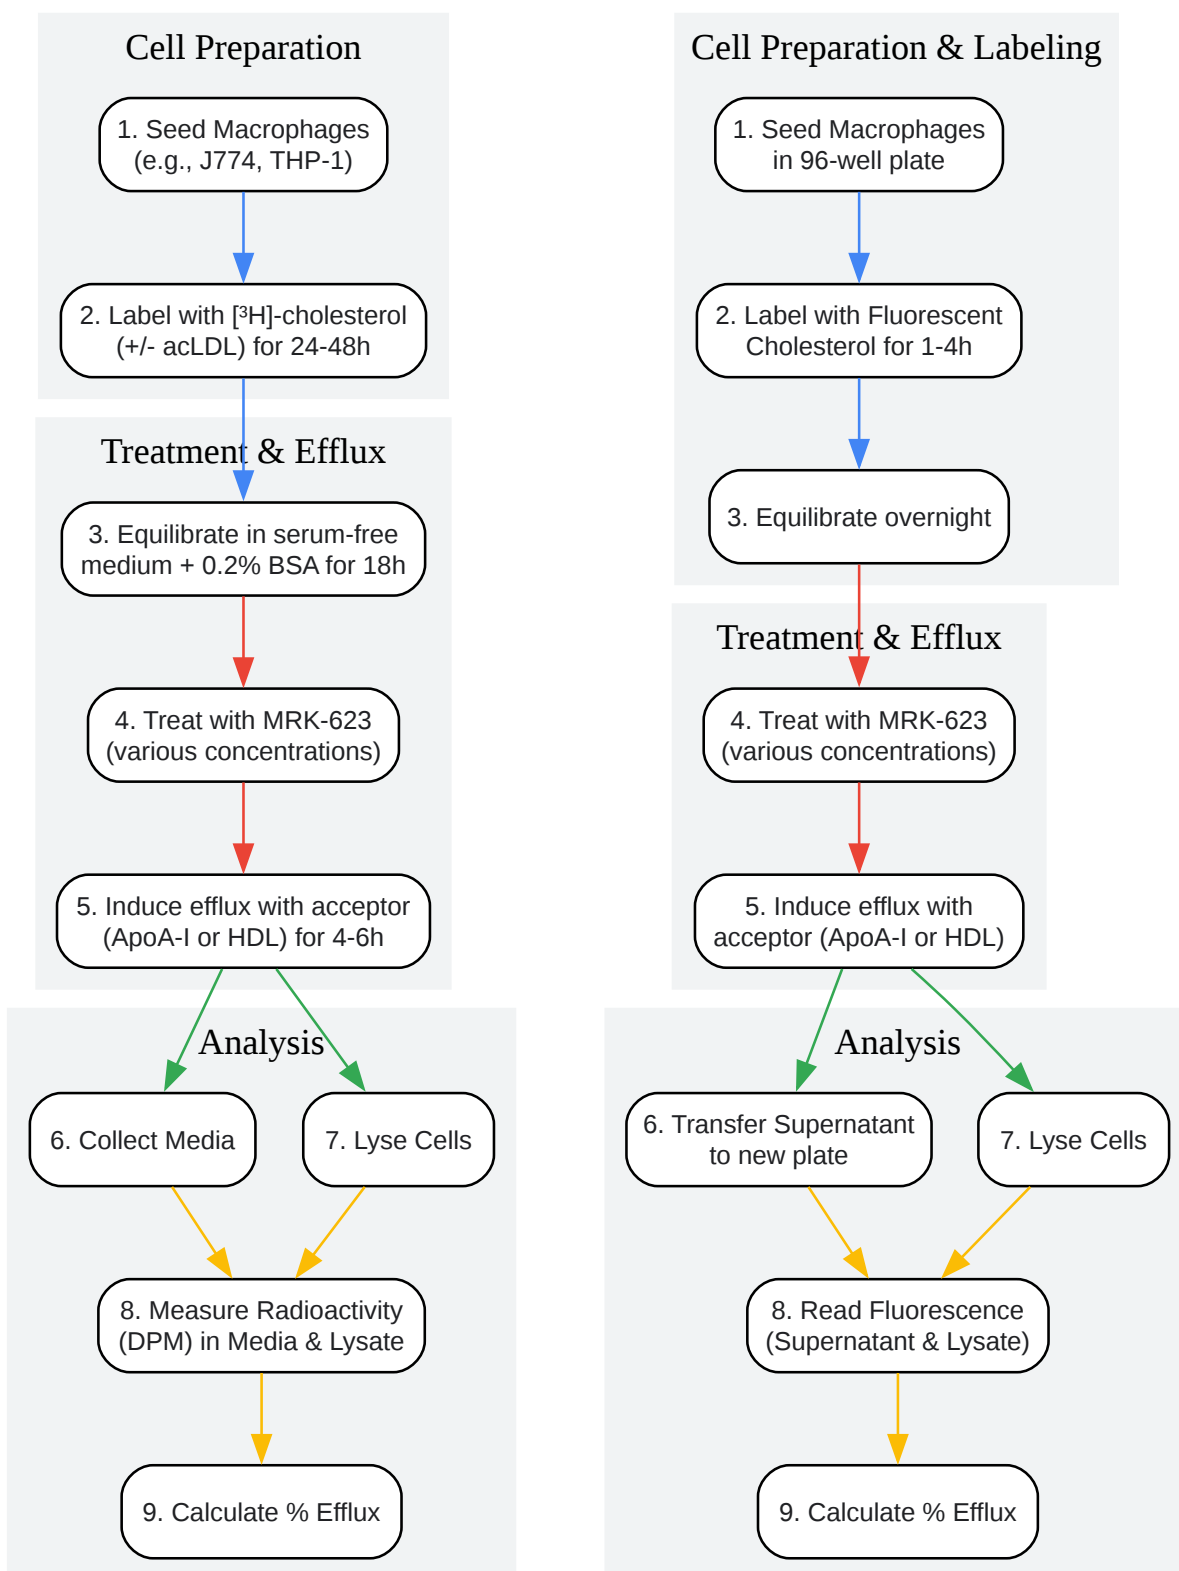 Cell Preparation
1. Seed Macrophages
(e.g., J774, THP-1)
2. Label with [³H]-cholesterol
(+/- acLDL) for 24-48h
Treatment & Efflux
3. Equilibrate in serum-free
medium + 0.2% BSA for 18h
4. Treat with MRK-623
(various concentrations)
5. Induce efflux with acceptor
(ApoA-I or HDL) for 4-6h
Analysis
6. Collect Media
7. Lyse Cells
8. Measure Radioactivity
(DPM) in Media & Lysate
9. Calculate % Efflux
Cell Preparation & Labeling
1. Seed Macrophages
in 96-well plate
2. Label with Fluorescent
Cholesterol for 1-4h
3. Equilibrate overnight
Treatment & Efflux
4. Treat with MRK-623
(various concentrations)
5. Induce efflux with
acceptor (ApoA-I or HDL)
Analysis
6. Transfer Supernatant
to new plate
7. Lyse Cells
8. Read Fluorescence
(Supernatant & Lysate)
9. Calculate % Efflux